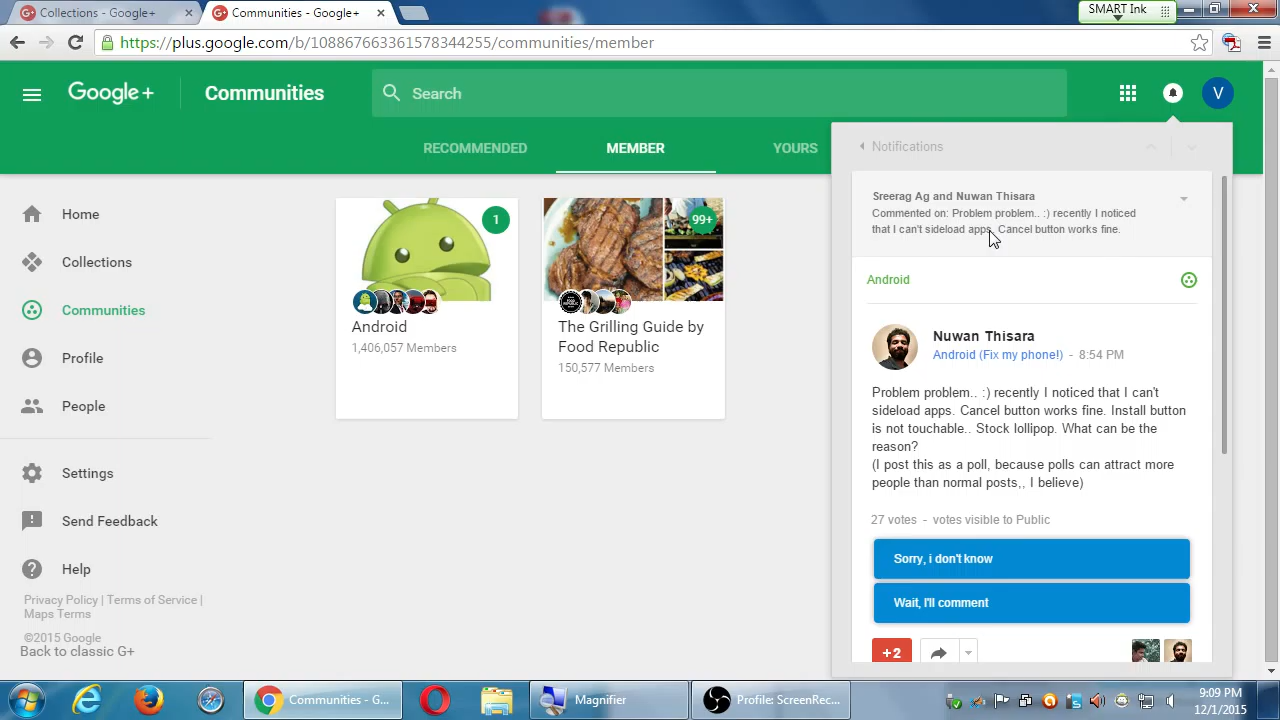 Collections - Google+
Communities - Google+
SMART Ink
https://plus.google.com/b/108867663361578344255/communities/member
Google+
Communities
Search
V
RECOMMENDED
MEMBER
YOURS
Home
Collections
Communities
Profile
People
Settings
Send Feedback
Help
Privacy Policy | Terms of Service |
Maps Terms
©2015 Google
Back to classic G+
1
Android
1,406,057 Members
99+
The Grilling Guide by
Food Republic
150,577 Members
Notifications
Sreerag Ag and Nuwan Thisara
Commented on: Problem problem.. :) recently I noticed
that I can't sideload apps. Cancel button works fine.
Android
Nuwan Thisara
Android (Fix my phone!) - 8:54 PM
Problem problem.. :) recently I noticed that I can't
sideload apps. Cancel button works fine. Install button
is not touchable.. Stock lollipop. What can be the
reason?
(I post this as a poll, because polls can attract more
people than normal posts,, I believe)
27 votes - votes visible to Public
Sorry, i don't know
Wait, I'll comment
+2
Communities - G...
Magnifier
Profile: ScreenRec...
9:09 PM
12/1/2015